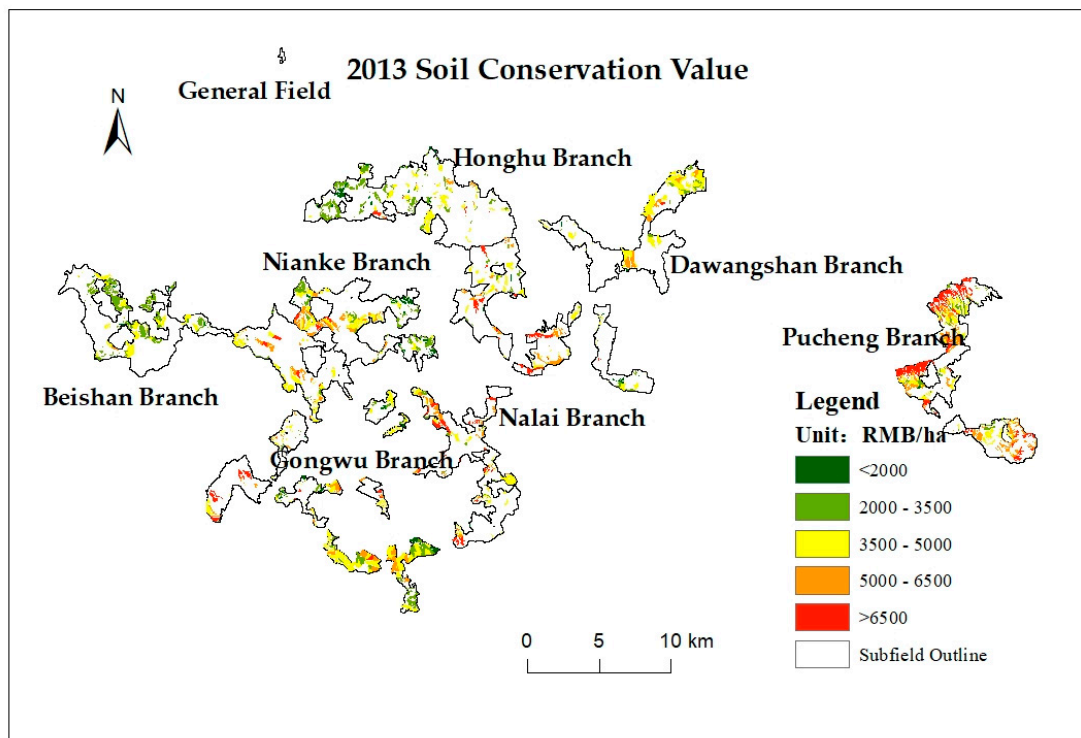 2013 Soil Conservation Value
General Field
N
Honghu Branch
Nianke Branch
Dawangshan Branch
Pucheng Branch
Beishan Branch
Nalai Branch
Gongwu Branch
Legend
Unit: RMB/ha
<2000
2000 - 3500
3500 - 5000
5000 - 6500
>6500
Subfield Outline
0 5 10 km